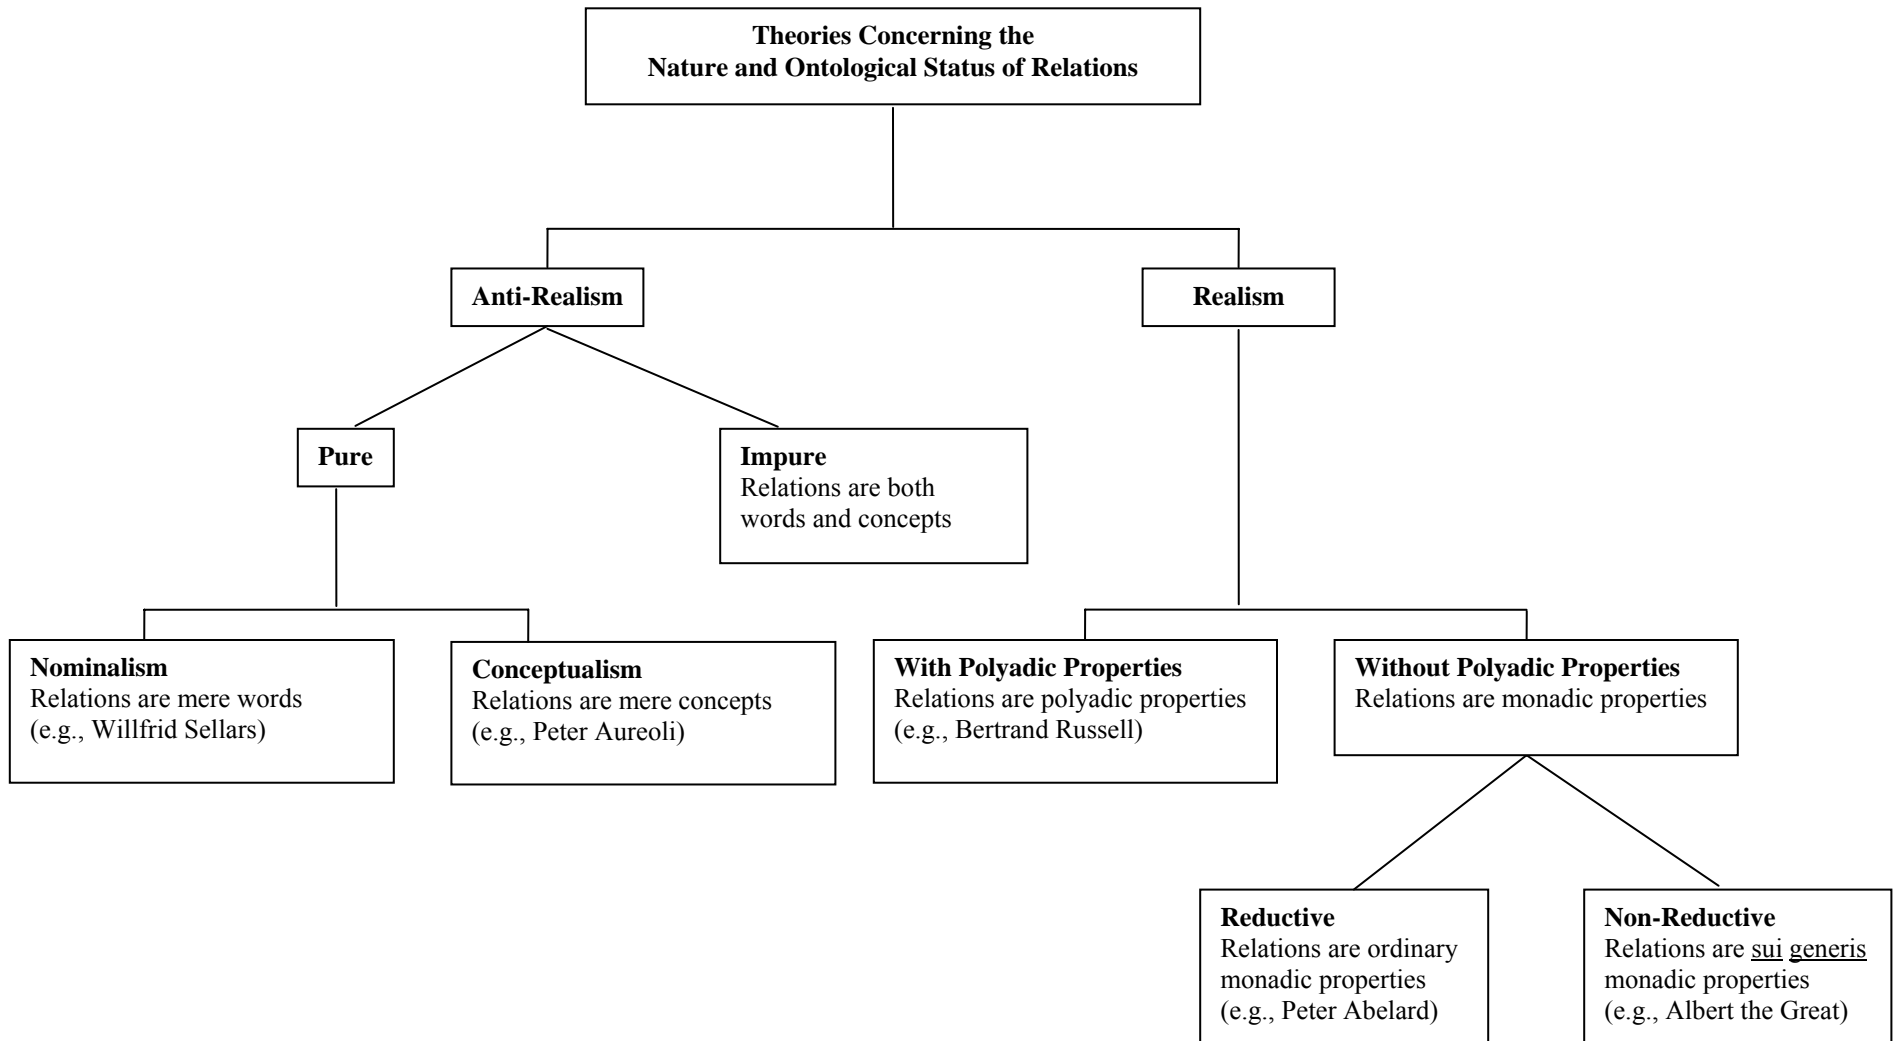 Theories Concerning the
Nature and Ontological Status of Relations
Anti-Realism
Realism
Pure
Impure
Relations are both
words and concepts
Nominalism
Relations are mere words
(e.g., Willfrid Sellars)
Conceptualism
Relations are mere concepts
(e.g., Peter Aureoli)
With Polyadic Properties
Relations are polyadic properties
(e.g., Bertrand Russell)
Without Polyadic Properties
Relations are monadic properties
Reductive
Relations are ordinary
monadic properties
(e.g., Peter Abelard)
Non-Reductive
Relations are sui generis
monadic properties
(e.g., Albert the Great)